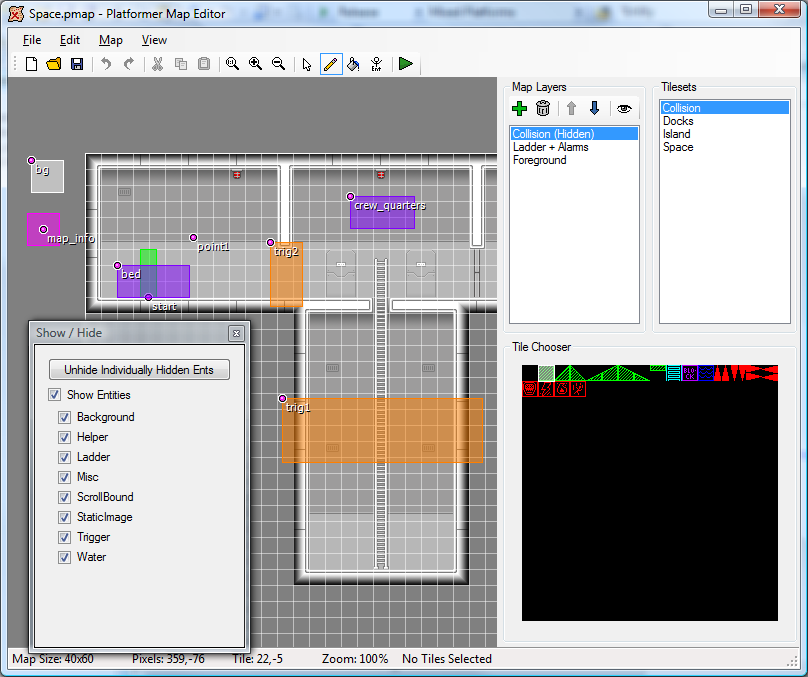 Space.pmap - Platformer Map Editor
File Edit Map View
Map Layers
Collision (Hidden)
Ladder + Alarms
Foreground
Tilesets
Collision
Docks
Island
Space
bg
map_info
point1
crew_quarters
trig2
bed
start
trig1
Show / Hide
Unhide Individually Hidden Ents
Show Entities
Background
Helper
Ladder
Misc
ScrollBound
StaticImage
Trigger
Water
Tile Chooser
Map Size: 40x60 Pixels: 359,-76 Tile: 22,-5 Zoom: 100% No Tiles Selected